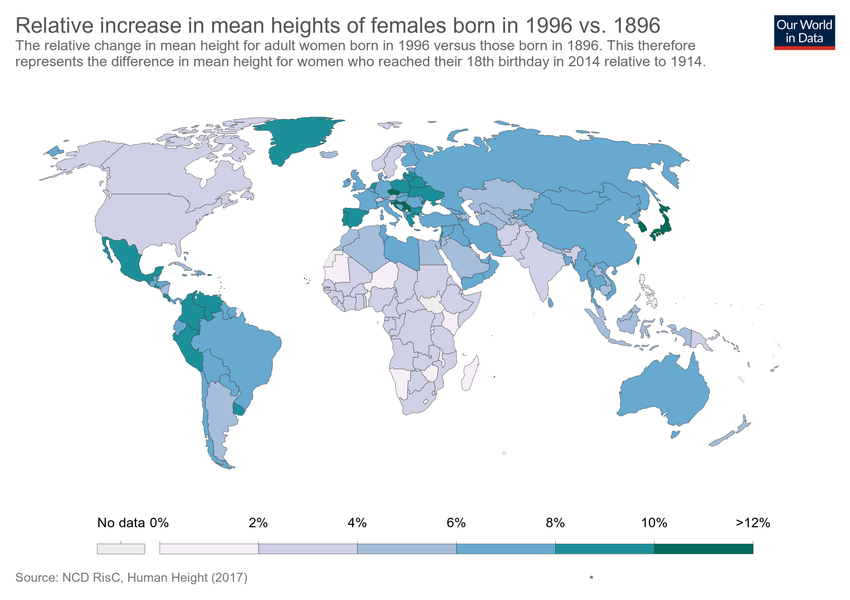 Relative increase in mean heights of females born in 1996 vs. 1896
Our World
in Data
The relative change in mean height for adult women born in 1996 versus those born in 1896. This therefore
represents the difference in mean height for women who reached their 18th birthday in 2014 relative to 1914.
No data 0% 2% 4% 6% 8% 10% >12%
Source: NCD RisC, Human Height (2017)